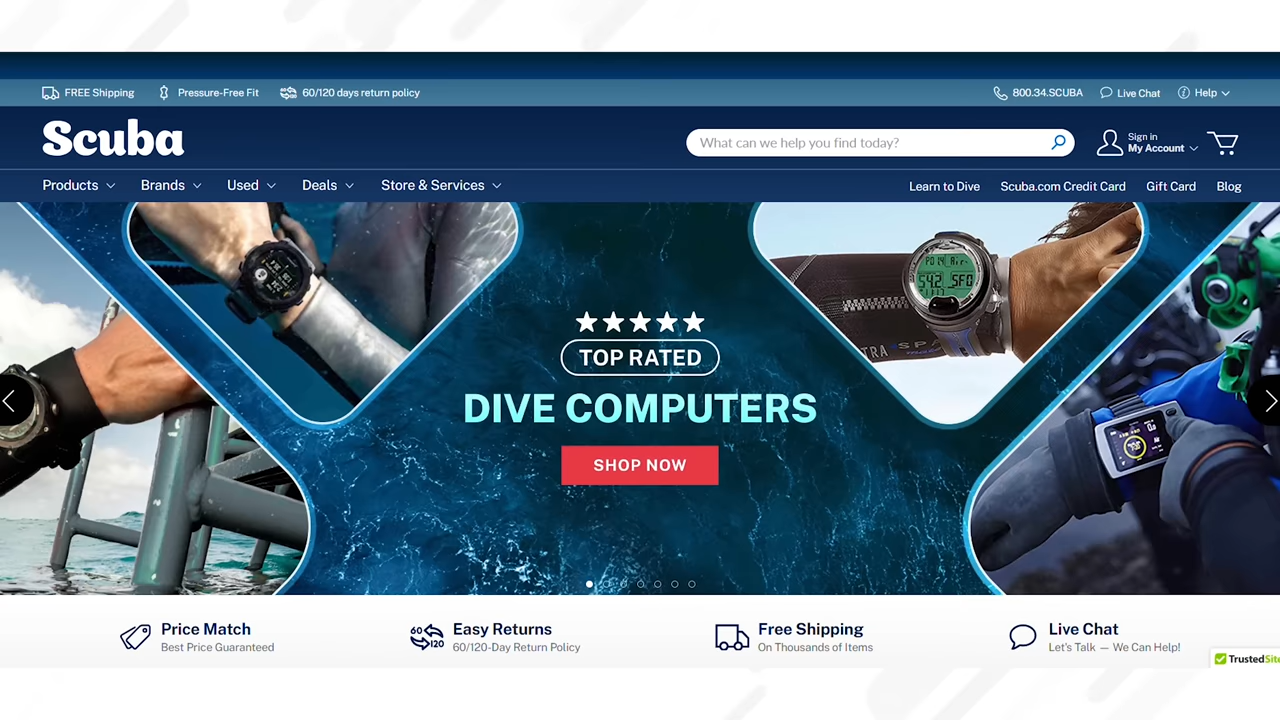 FREE Shipping
Pressure-Free Fit
60/120 days return policy
800.34.SCUBA
Live Chat
Help
Scuba
What can we help you find today?
Sign in
My Account
Products
Brands
Used
Deals
Store & Services
Learn to Dive
Scuba.com Credit Card
Gift Card
Blog
TOP RATED
DIVE COMPUTERS
SHOP NOW
Price Match
Best Price Guaranteed
60
120
Easy Returns
60/120-Day Return Policy
Free Shipping
On Thousands of Items
Live Chat
Let's Talk — We Can Help!